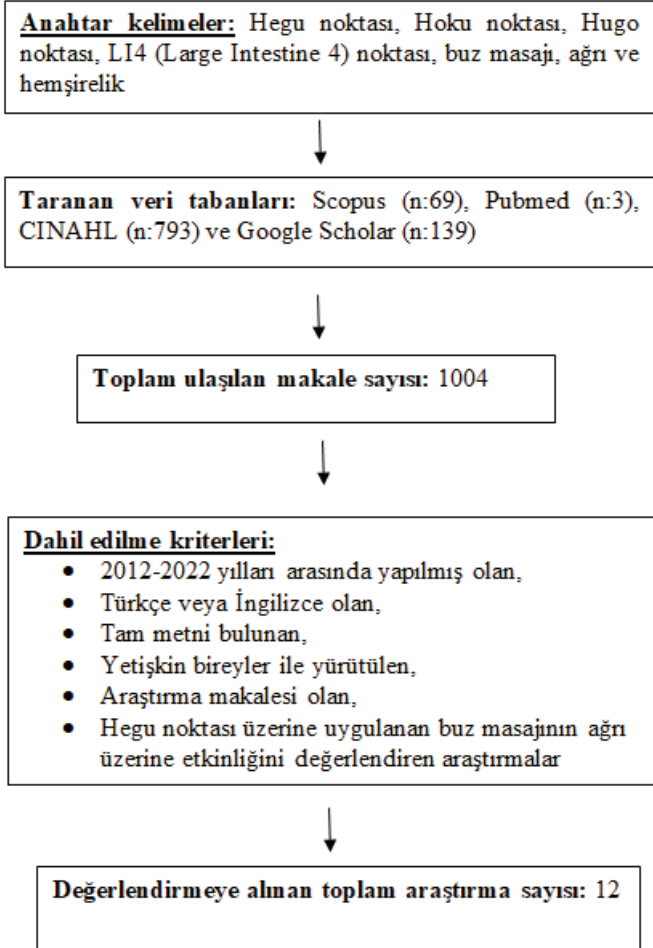 Anahtar kelimeler: Hegu noktası, Hoku noktası, Hugo
noktası, LI4 (Large Intestine 4) noktası, buz masajı, ağrı ve
hemşirelik
Taranan veri tabanları: Scopus (n:69), Pubmed (n:3),
CINAHL (n:793) ve Google Scholar (n:139)
Toplam ulaşılan makale sayısı: 1004
Dahil edilme kriterleri:
• 2012-2022 yılları arasında yapılmış olan,
• Türkçe veya İngilizce olan,
• Tam metni bulunan,
• Yetişkin bireyler ile yürütülen,
• Araştırma makalesi olan,
• Hegu noktası üzerine uygulanan buz masajının ağrı
üzerine etkinliğini değerlendiren araştırmalar
Değerlendirmeye alınan toplam araştırma sayısı: 12